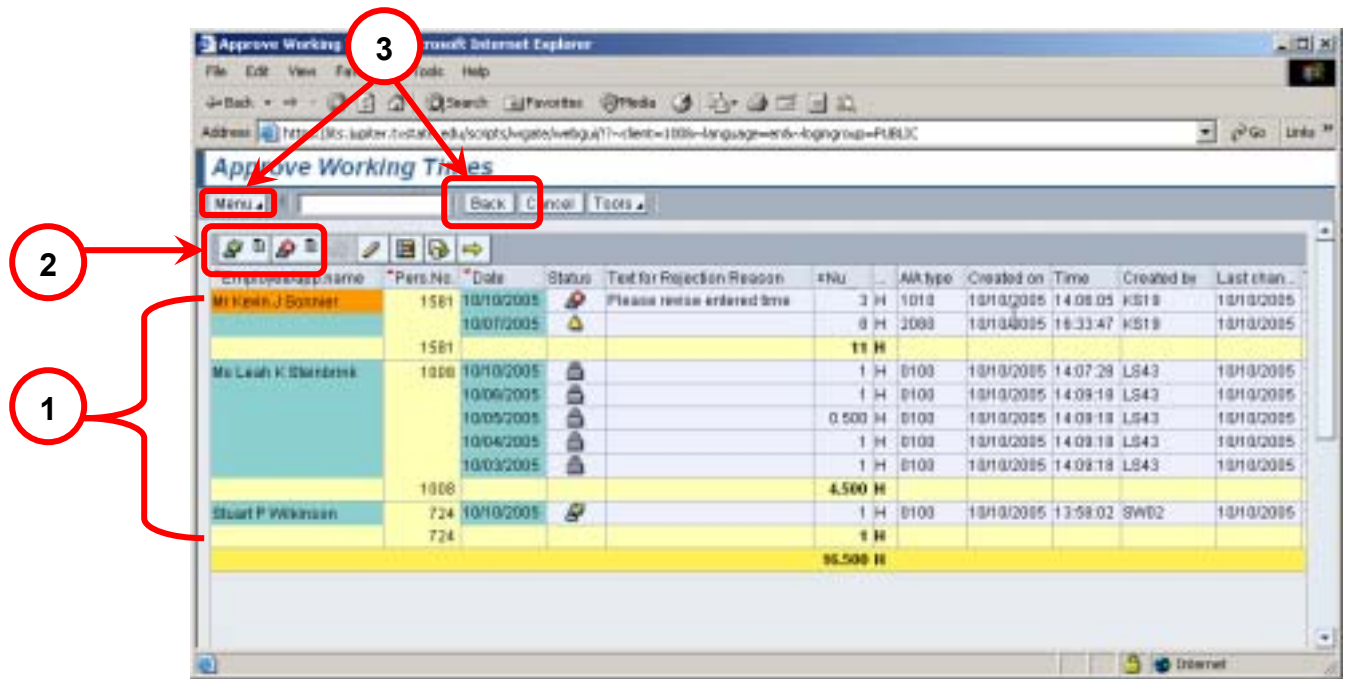 3
Approve Working
Internet Explorer
File Edit View Tools Help
Back Search Favorites Media
Address Go Links »
Approve Working Times
Menu Back Cancel Tools
2
Employee/app.name Pers.No. Date Status Text for Rejection Reason Nu .. A/A type Created on Time Created by Last chan..
Mr Kevin J 1581 10/10/2005 Please revise entered time 3 H 1010 10/10/2005 14:06:05 KS19 10/10/2005
10/07/2005 8 H 2080 10/10/2005 16:33:47 KS19 10/10/2005
1581 11 H
Ms Leah K 1008 10/10/2005 1 H 0100 10/10/2005 14:07:29 LS43 10/10/2005
10/06/2005 1 H 0100 10/10/2005 14:09:18 LS43 10/10/2005
1
10/05/2005 0.500 H 0100 10/10/2005 14:09:18 LS43 10/10/2005
10/04/2005 1 H 0100 10/10/2005 14:09:18 LS43 10/10/2005
10/03/2005 1 H 0100 10/10/2005 14:09:18 LS43 10/10/2005
1008 4.500 H
Stuart P Wilkinson 724 10/10/2005 1 H 0100 10/10/2005 13:59:02 SW02 10/10/2005
724 1 H
16.500 H
Internet